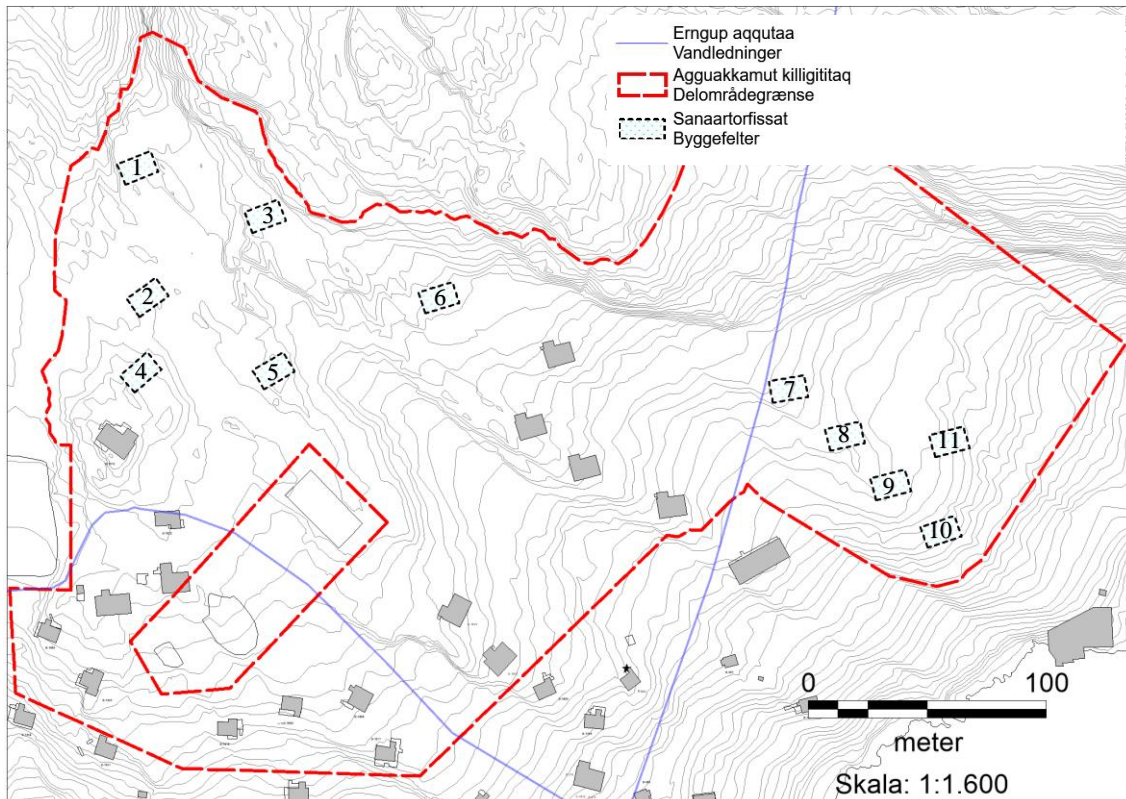 Erngup aqqutaa
Vandledninger
Agguakkamut killigititaq
Delområdegrænse
Sanaartorfissat
Byggefelter
1
3
2
6
4
5
7
8
11
9
10
0 100
meter
Skala: 1:1.600